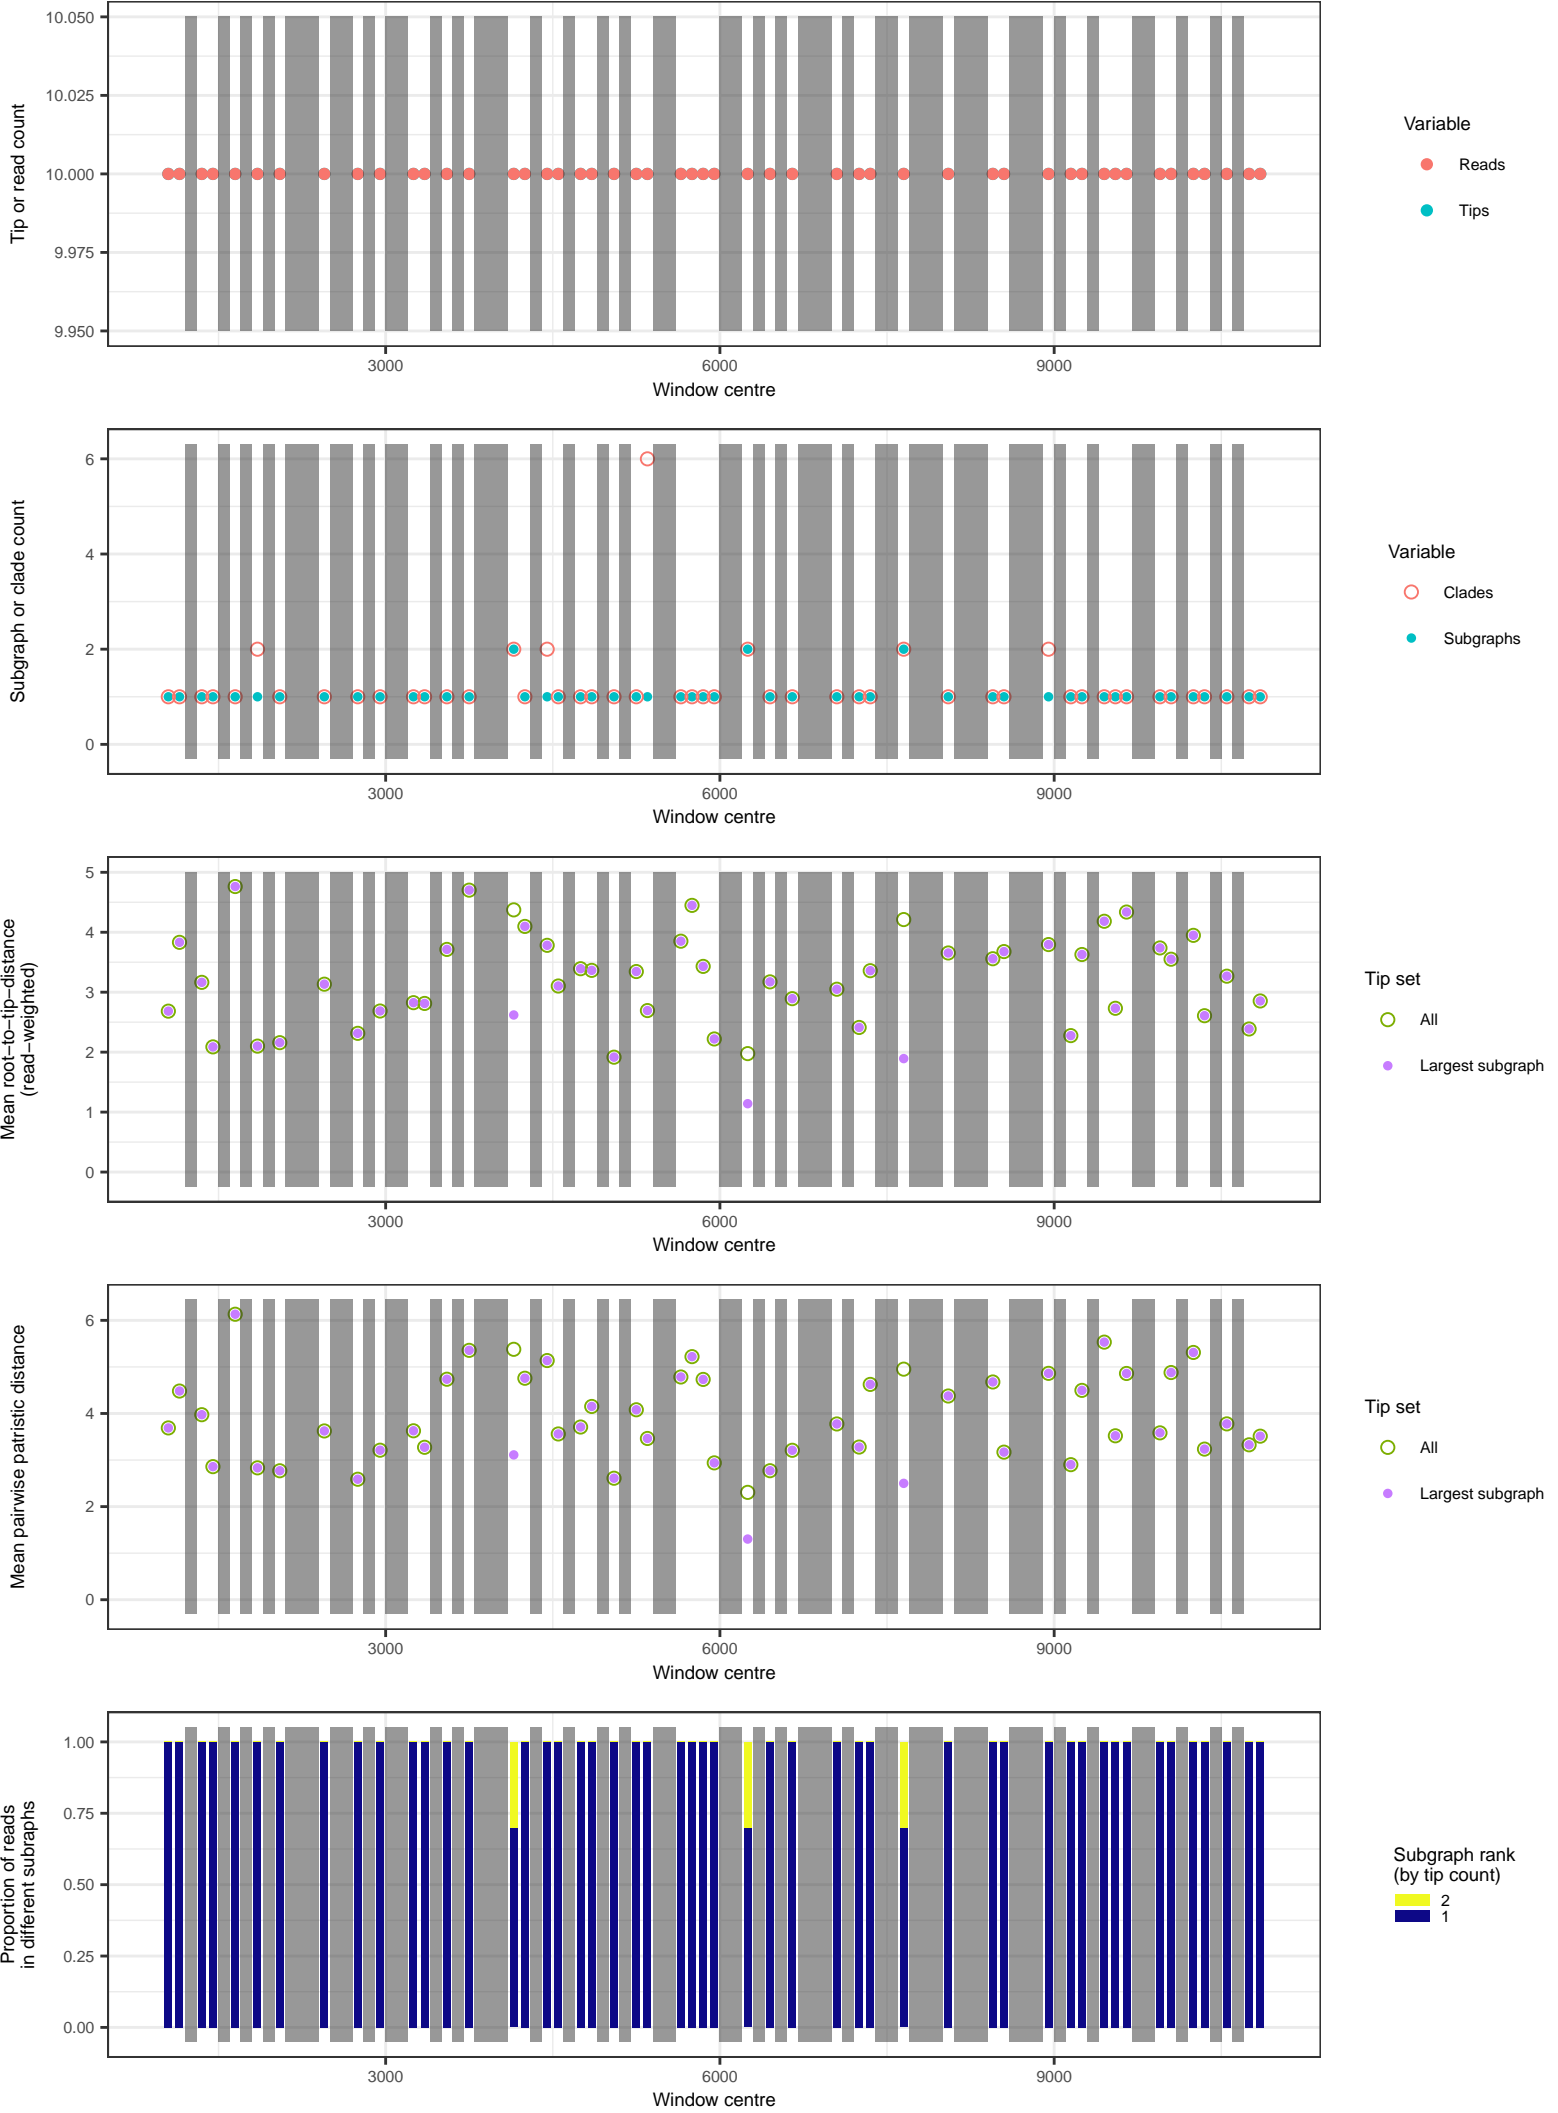 10.050
10.025
10.000
9.975
9.950
Tip or read count
3000
6000
9000
Window centre
Variable
Reads
Tips
6
4
2
0
Subgraph or clade count
3000
6000
9000
Window centre
Variable
Clades
Subgraphs
5
4
3
2
1
0
Mean root−to−tip−distance
(read−weighted)
3000
6000
9000
Window centre
Tip set
All
Largest subgraph
6
4
2
0
Mean pairwise patristic distance
3000
6000
9000
Window centre
Tip set
All
Largest subgraph
1.00
0.75
0.50
0.25
0.00
Proportion of reads
in different subraphs
3000
6000
9000
Window centre
Subgraph rank
(by tip count)
2
1